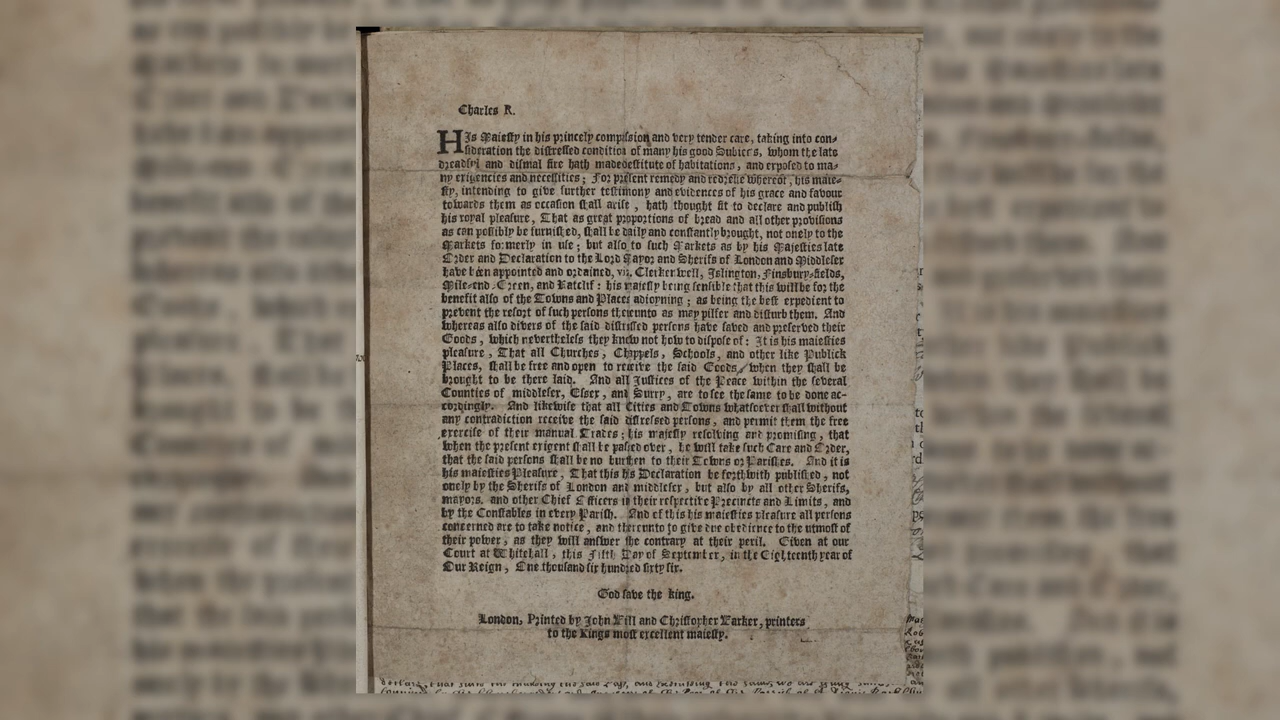 Charles R.
HIs Maiesty in his princely compassion and very tender care, taking into con-
sideration the distressed condition of many his good Subiects, whom the late
dreadful and dismal fire hath made destitute of habitations, and exposed to ma-
ny exigencies and necessities; For present remedy and redresse whereof, his maie-
sty, intending to give further testimony and evidences of his grace and favour
towards them as occasion shall arise, hath thought fit to declare and publish
his royal pleasure, That as great proportions of bread and all other provisions
as can possibly be furnished, shall be daily and constantly brought, not onely to the
Markets formerly in use; but also to such Markets as by his Majesties late
Order and Declaration to the Lord Mayor and Sherifs of London and Middlesex
have been appointed and ordained, viz. Clerkenwell, Islington, Finsbury-fields,
Mile-end-Green, and Ratclif: his majesty being sensible that this will be for the
benefit also of the Towns and Places adioyning; as being the best expedient to
prevent the resort of such persons thereunto as may pilfer and disturb them. And
whereas also divers of the said distressed persons have saved and preserved their
Goods, which nevertheless they know not how to dispose of: It is his maiesties
pleasure, That all Churches, Chappels, Schools, and other like Publick
Places, shall be free and open to receive the said Goods, when they shall be
brought to be there laid. And all Justices of the Peace within the several
Counties of middlesex, Essex, and Surry, are to see the same to be done ac-
cordingly. And likewise that all Cities and Towns whatsoever shall without
any contradiction receive the said distressed persons, and permit them the free
exercise of their manual Trades; his majesty resolving and promising, that
when the present exigent shall be passed over, he will take such Care and Order,
that the said persons shall be no burthen to their Towns or Parishes. And it is
his maiesties Pleasure, That this his Declaration be forthwith published, not
onely by the Sherifs of London and middlesex, but also by all other Sherifs,
mayors, and other Chief Officers in their respective Precincts and Limits, and
by the Constables in every Parish. And of this his maiesties pleasure all persons
concerned are to take notice, and thereunto to give due obedience to the utmost of
their power, as they will answer the contrary at their peril. Given at our
Court at Whitehall, this Fifth Day of September, in the Eighteenth year of
Our Reign, One thousand six hundred sixty six.
God save the king.
London, Printed by John Bill and Christopher Barker, printers
to the Kings most excellent maiesty.